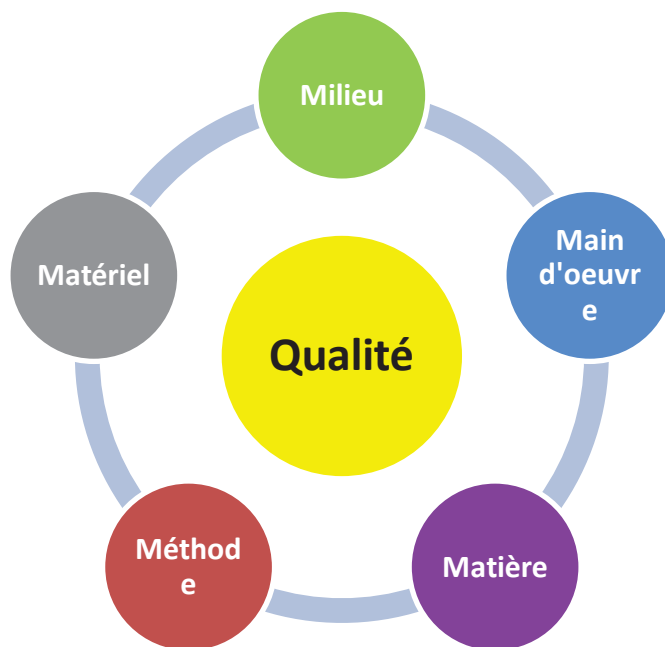 Milieu
Main
d'oeuvr
e
Matériel
Qualité
Méthod
e
Matière